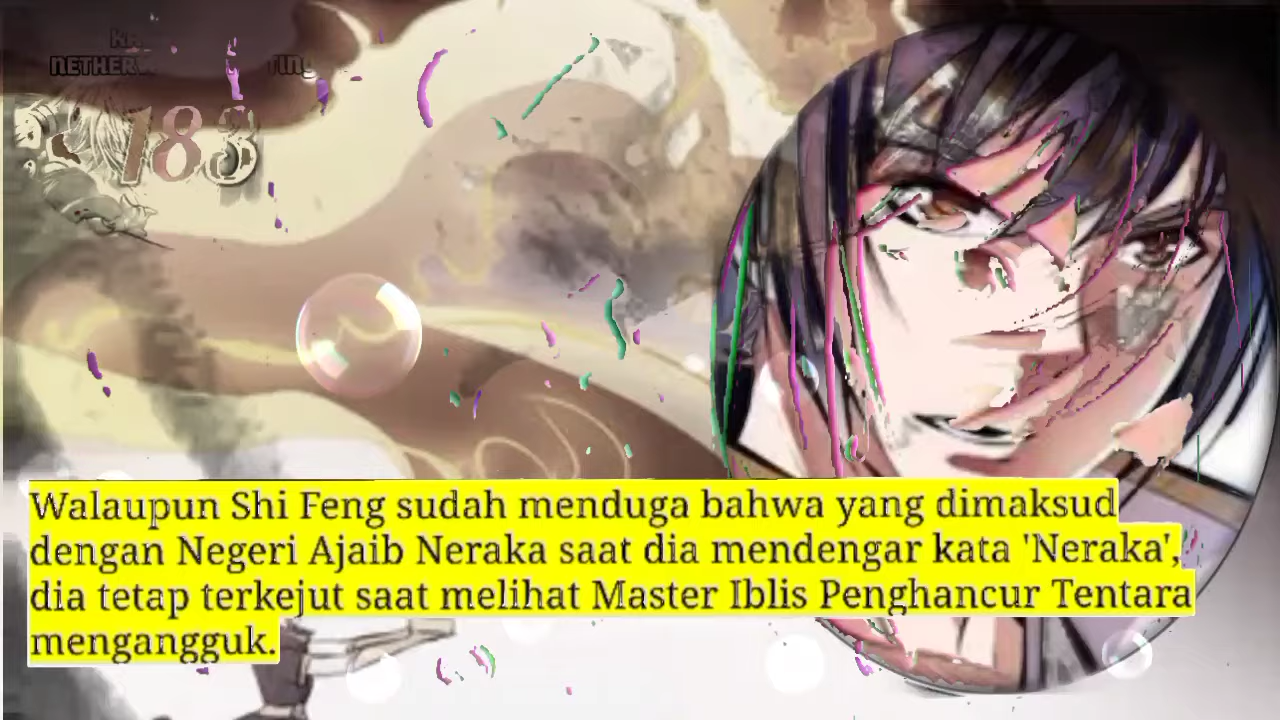 183
Walaupun Shi Feng sudah menduga bahwa yang dimaksud
dengan Negeri Ajaib Neraka saat dia mendengar kata 'Neraka',
dia tetap terkejut saat melihat Master Iblis Penghancur Tentara
mengangguk.